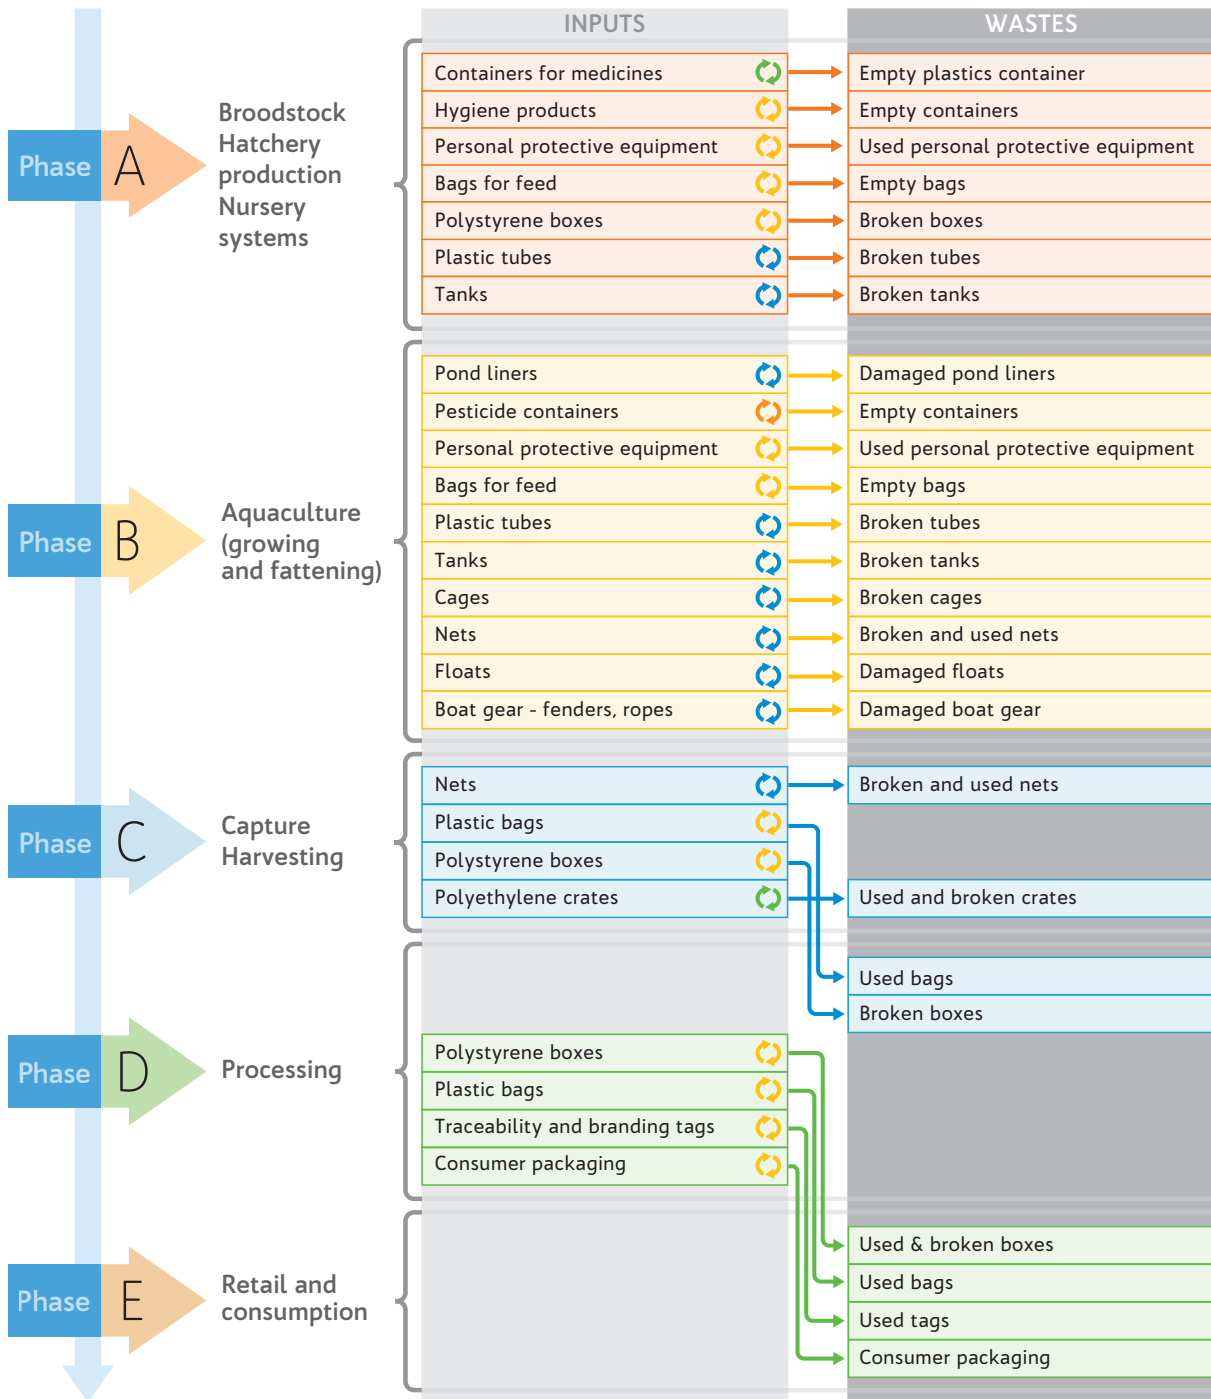 INPUTS
WASTES
Phase A
Broodstock
Hatchery
production
Nursery
systems
Containers for medicines
Empty plastics container
Hygiene products
Empty containers
Personal protective equipment
Used personal protective equipment
Bags for feed
Empty bags
Polystyrene boxes
Broken boxes
Plastic tubes
Broken tubes
Tanks
Broken tanks
Phase B
Aquaculture
(growing
and fattening)
Pond liners
Damaged pond liners
Pesticide containers
Empty containers
Personal protective equipment
Used personal protective equipment
Bags for feed
Empty bags
Plastic tubes
Broken tubes
Tanks
Broken tanks
Cages
Broken cages
Nets
Broken and used nets
Floats
Damaged floats
Boat gear - fenders, ropes
Damaged boat gear
Phase C
Capture
Harvesting
Nets
Broken and used nets
Plastic bags
Polystyrene boxes
Polyethylene crates
Used and broken crates
Used bags
Broken boxes
Phase D
Processing
Polystyrene boxes
Plastic bags
Traceability and branding tags
Consumer packaging
Phase E
Retail and
consumption
Used & broken boxes
Used bags
Used tags
Consumer packaging